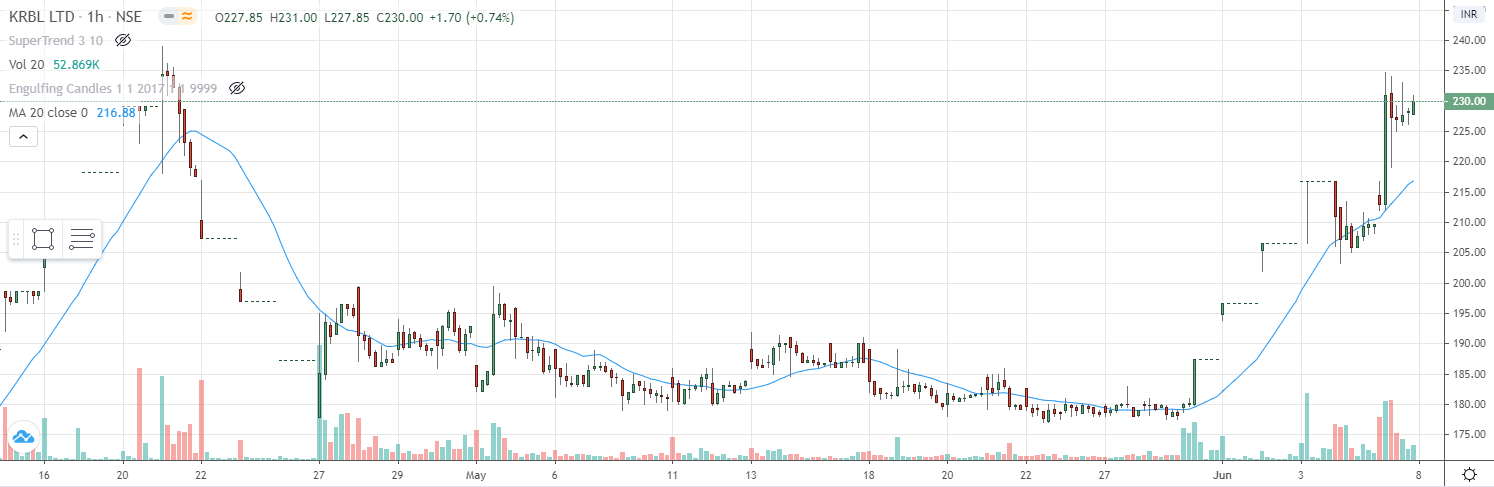 KRBL LTD · 1h · NSE O227.85 H231.00 L227.85 C230.00 +1.70 (+0.74%)
INR
SuperTrend 3 10
Vol 20 52.869K
Engulfing Candles 1 1 2017 1 1 9999
MA 20 close 0 216.88
240.00
235.00
230.00
225.00
220.00
215.00
210.00
205.00
200.00
195.00
190.00
185.00
180.00
175.00
16 20 22 27 29 May 6 11 13 18 20 22 27 Jun 3 8